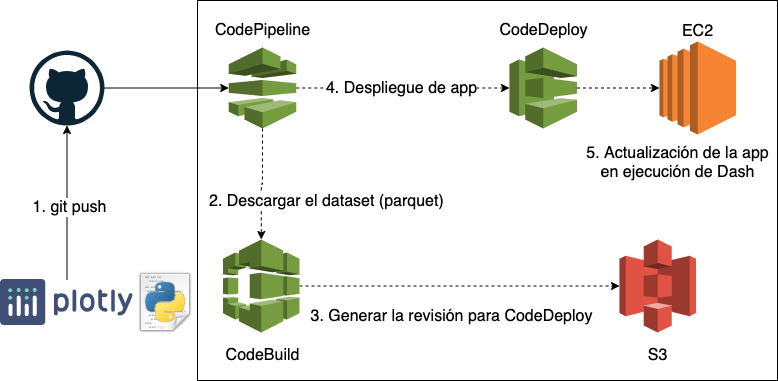 CodePipeline
CodeDeploy
EC2
4. Despliegue de app
5. Actualización de la app
en ejecución de Dash
1. git push
2. Descargar el dataset (parquet)
plotly
3. Generar la revisión para CodeDeploy
CodeBuild
S3